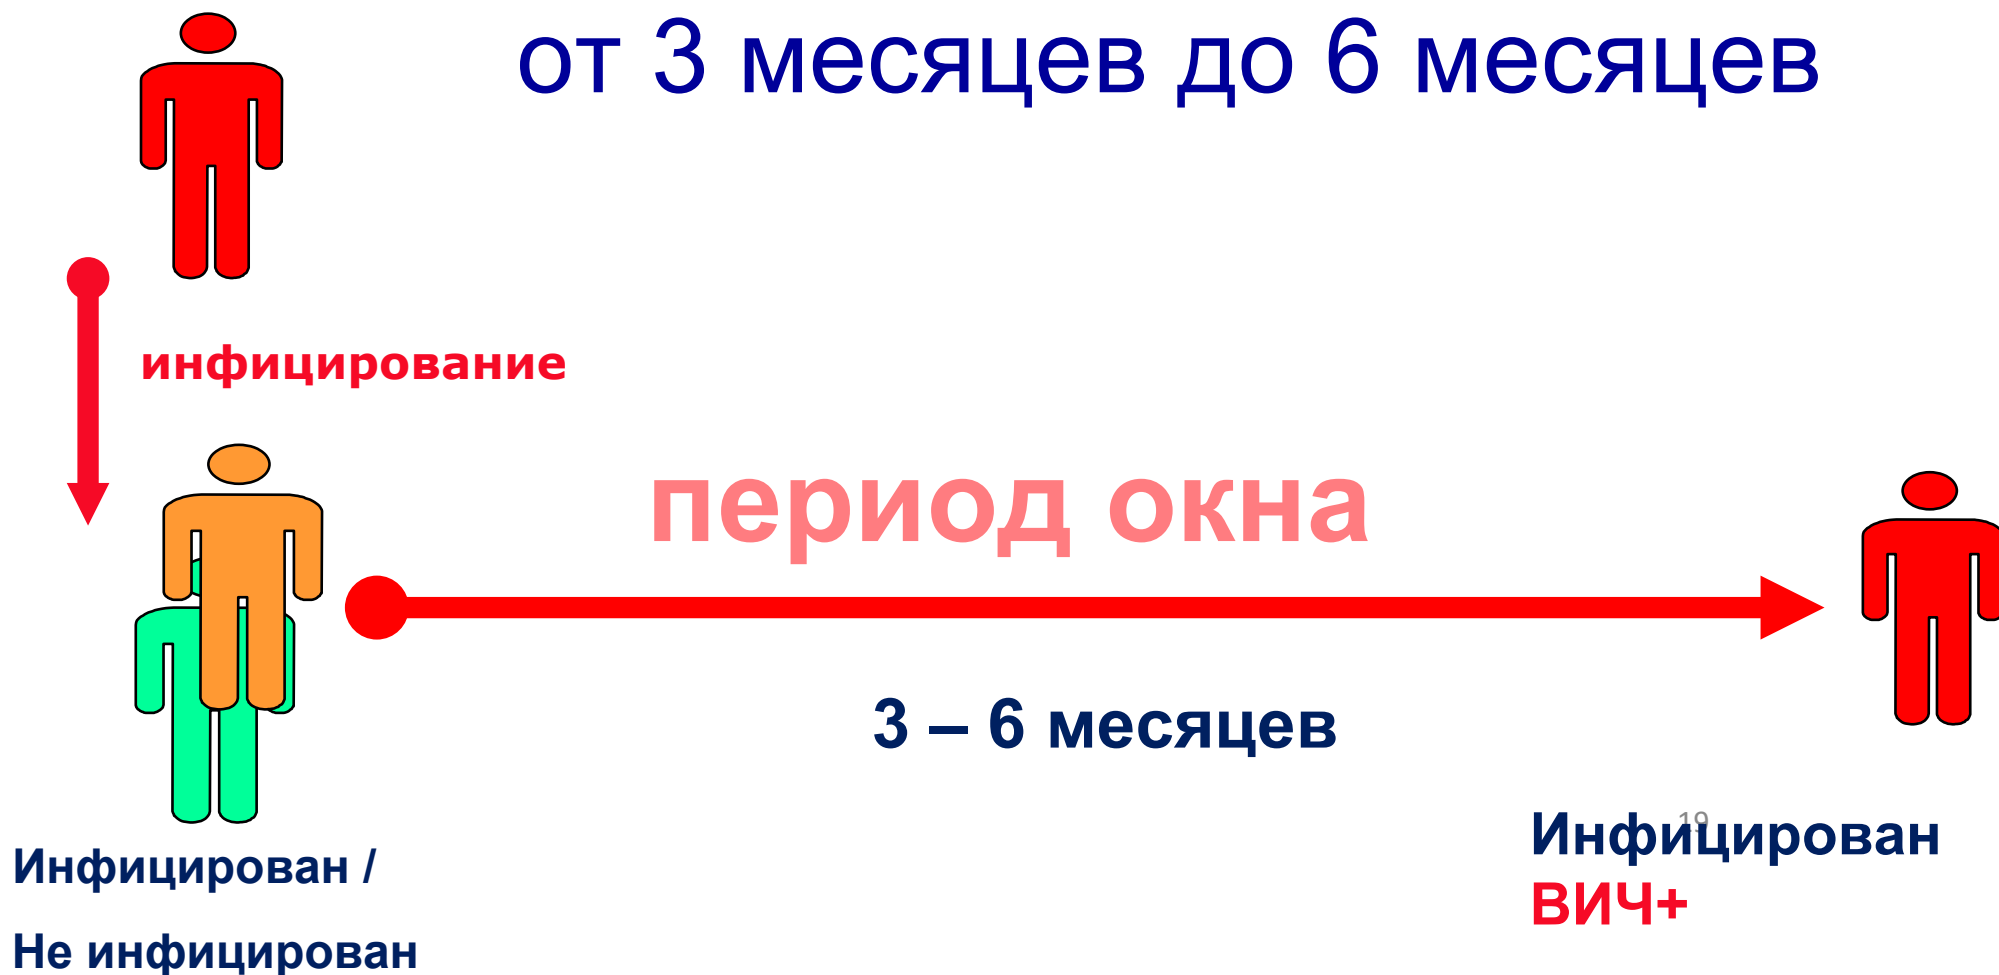 от 3 месяцев до 6 месяцев
инфицирование
период окна
3 – 6 месяцев
Инфицирован /
Не инфицирован
19
Инфицирован
ВИЧ+